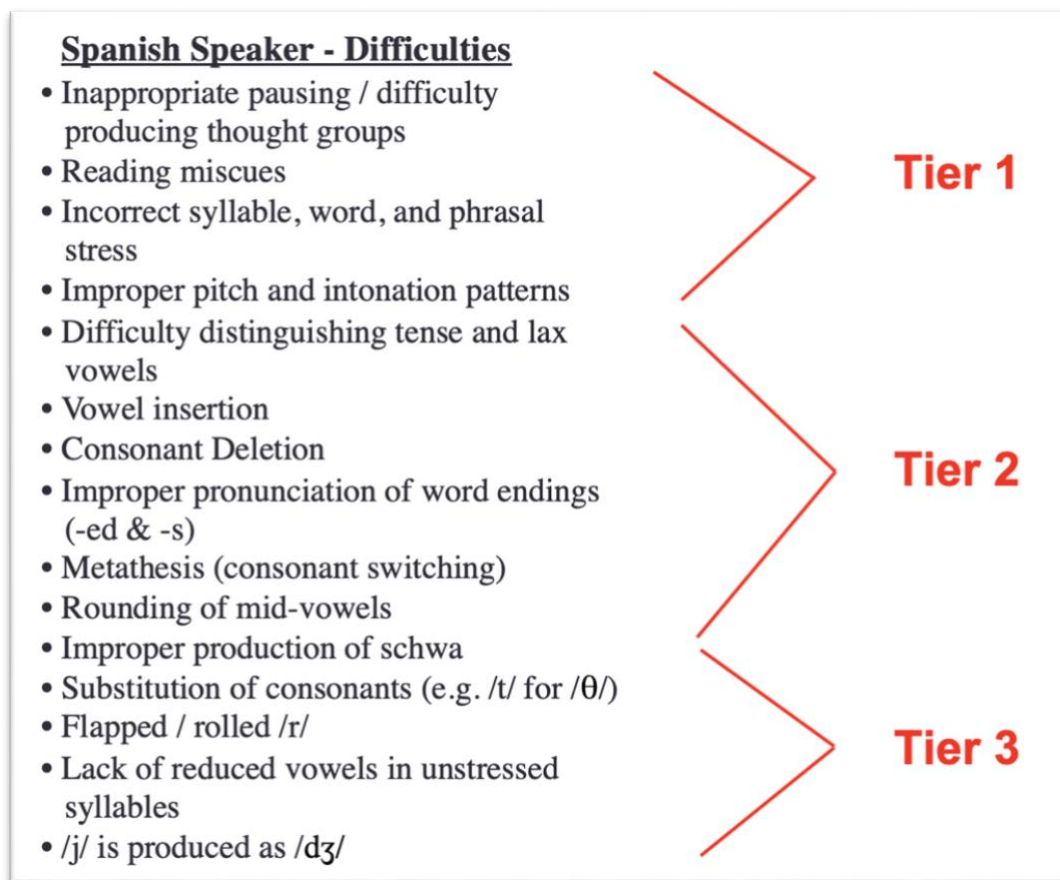 Spanish Speaker - Difficulties
• Inappropriate pausing / difficulty
producing thought groups
• Reading miscues
• Incorrect syllable, word, and phrasal
stress
• Improper pitch and intonation patterns
Tier 1
• Difficulty distinguishing tense and lax
vowels
• Vowel insertion
• Consonant Deletion
• Improper pronunciation of word endings
(-ed & -s)
• Metathesis (consonant switching)
• Rounding of mid-vowels
Tier 2
• Improper production of schwa
• Substitution of consonants (e.g. /t/ for /θ/)
• Flapped / rolled /r/
• Lack of reduced vowels in unstressed
syllables
• /j/ is produced as /dʒ/
Tier 3